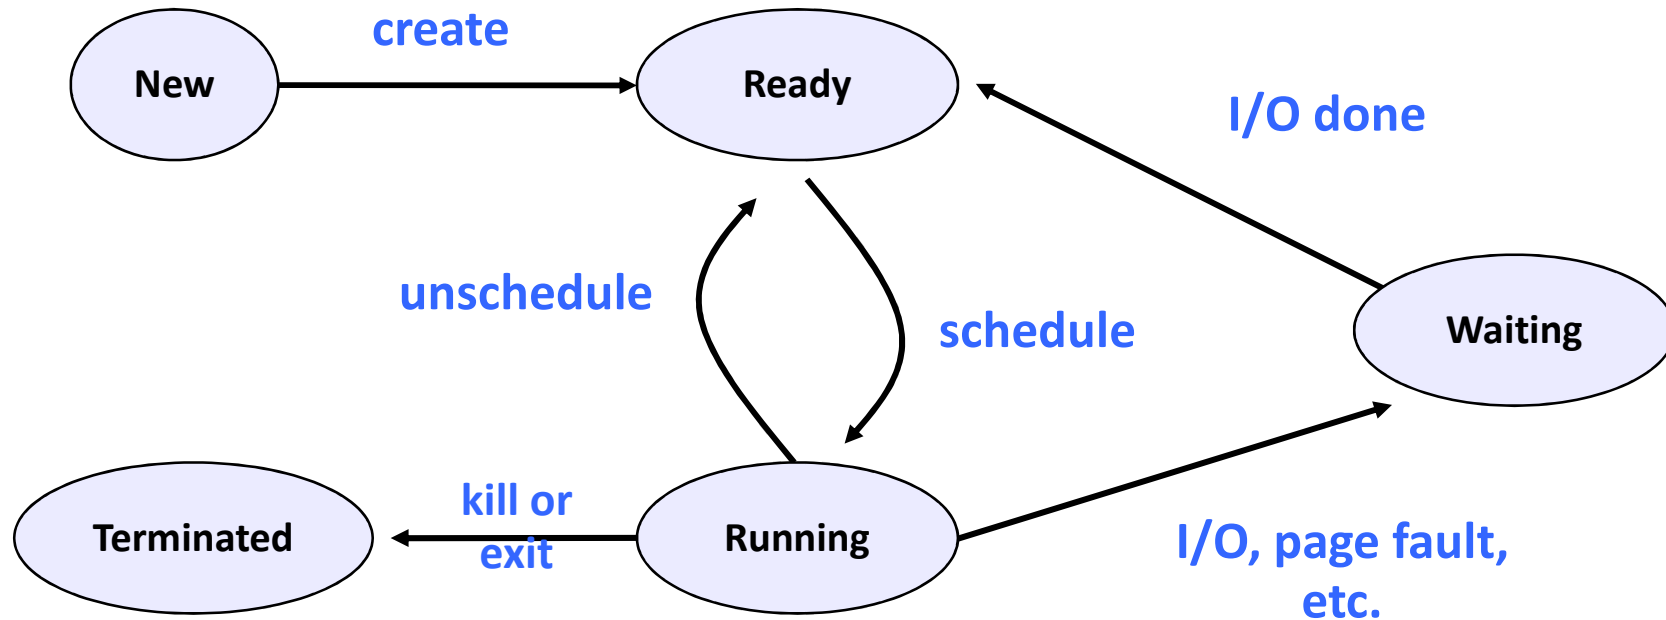 create
New
Ready
I/O done
unschedule
schedule
Waiting
kill or
exit
Terminated
Running
I/O, page fault,
etc.